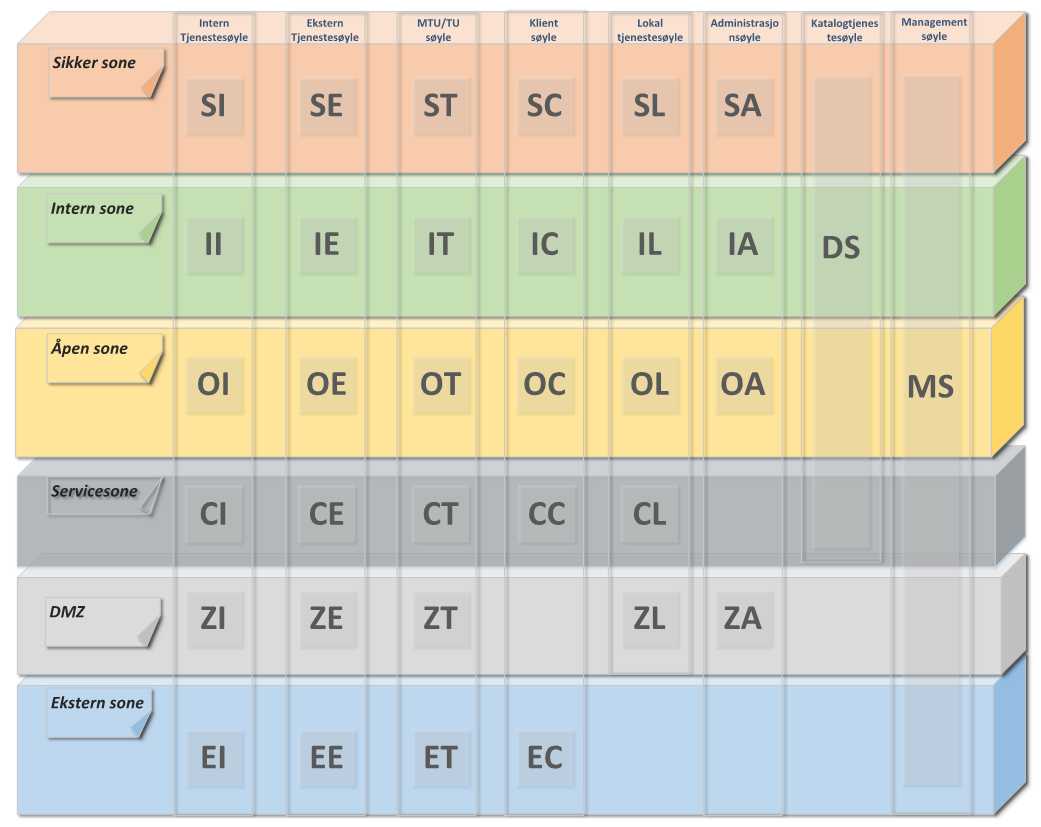 Intern
Tjenestesøyle
Ekstern
Tjenestesøyle
MTU/TU
søyle
Klient
søyle
Lokal
tjenestesøyle
Administrasjo
nsøyle
Katalogtjenes
tesøyle
Management
søyle
Sikker sone
SI SE ST SC SL SA
Intern sone
II IE IT IC IL IA DS
Åpen sone
OI OE OT OC OL OA MS
Servicesone
CI CE CT CC CL
DMZ
ZI ZE ZT ZL ZA
Ekstern sone
EI EE ET EC